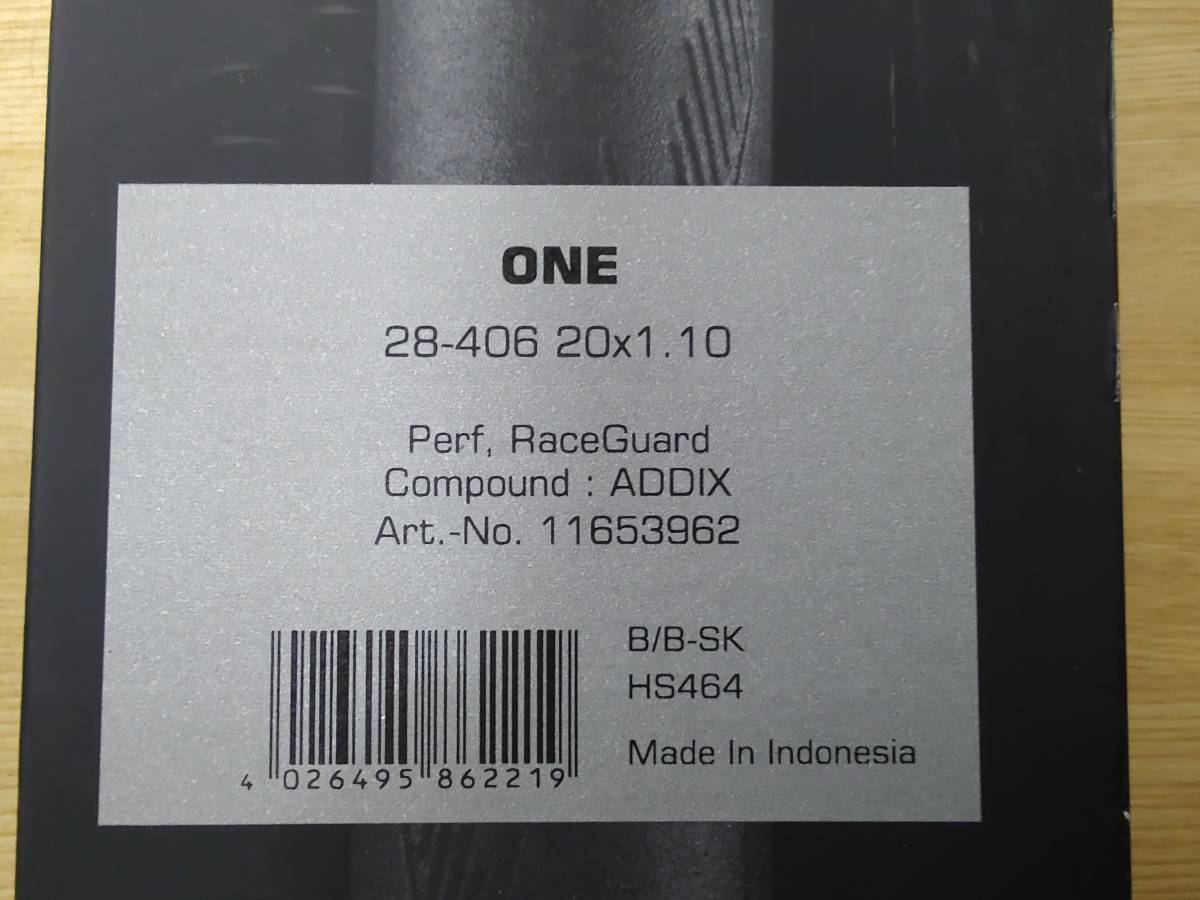 ONE
28-406 20x1.10
Perf, RaceGuard
Compound : ADDIX
Art.-No. 11653962
B/B-SK
HS464
Made In Indonesia
4 026495 862219